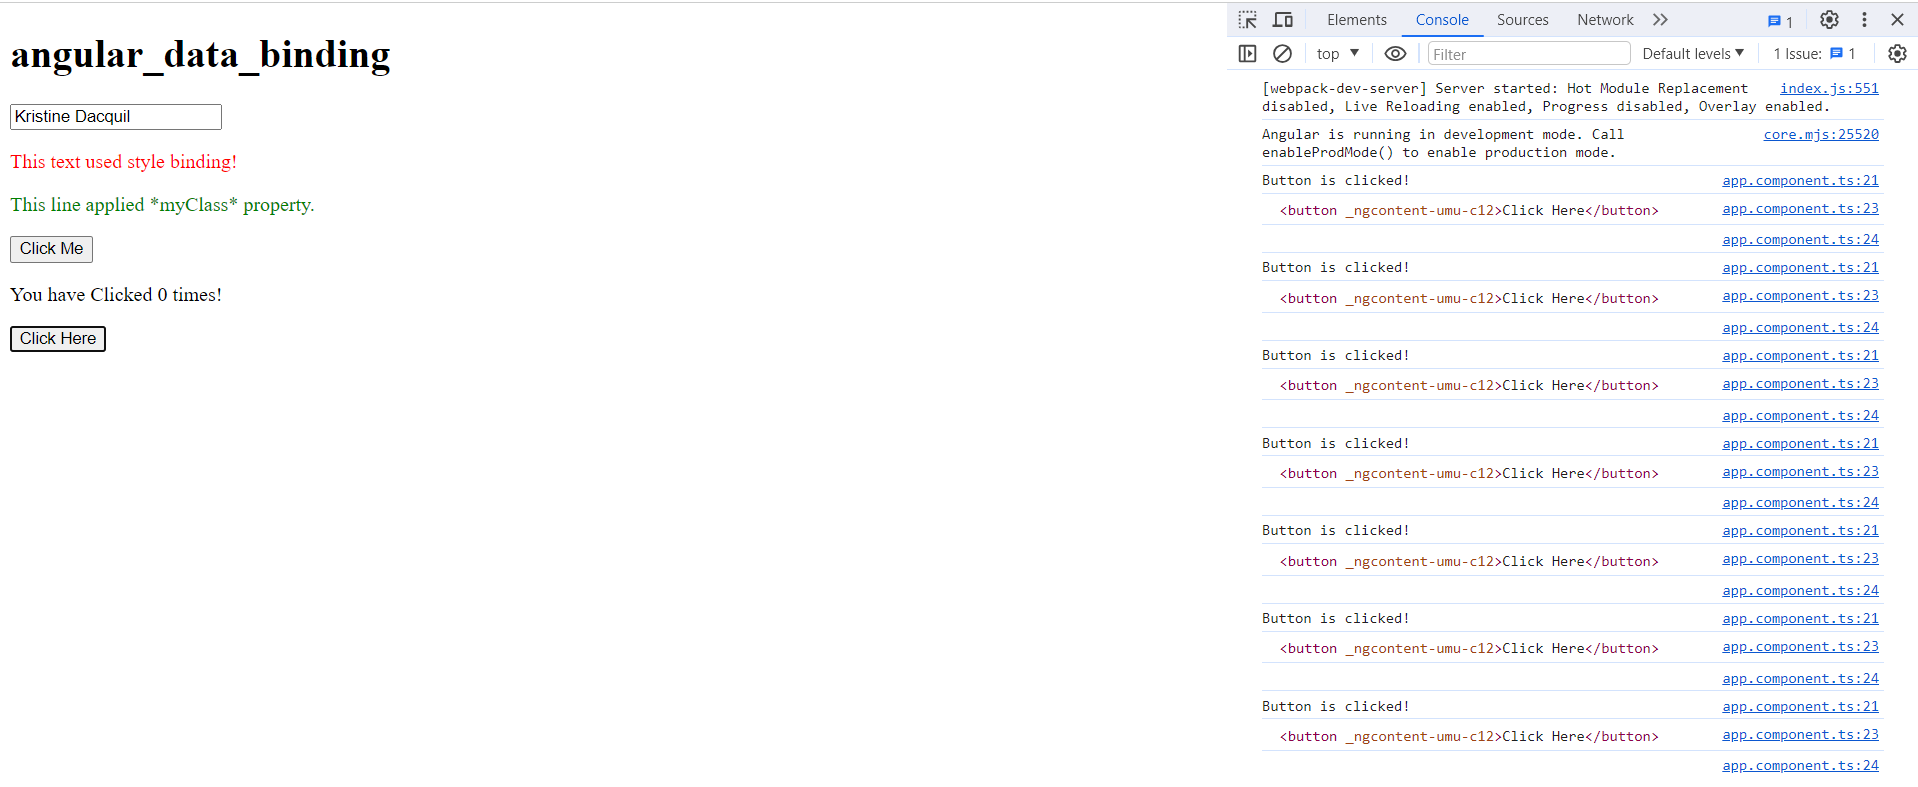 angular_data_binding
Kristine Dacquil
This text used style binding!
This line applied *myClass* property.
Click Me
You have Clicked 0 times!
Click Here
Elements Console Sources Network 1
top Filter Default levels 1 Issue: 1
[webpack-dev-server] Server started: Hot Module Replacement index.js:551
disabled, Live Reloading enabled, Progress disabled, Overlay enabled.
Angular is running in development mode. Call core.mjs:25520
enableProdMode() to enable production mode.
Button is clicked! app.component.ts:21
<button _ngcontent-umu-c12>Click Here</button> app.component.ts:23
app.component.ts:24
Button is clicked! app.component.ts:21
<button _ngcontent-umu-c12>Click Here</button> app.component.ts:23
app.component.ts:24
Button is clicked! app.component.ts:21
<button _ngcontent-umu-c12>Click Here</button> app.component.ts:23
app.component.ts:24
Button is clicked! app.component.ts:21
<button _ngcontent-umu-c12>Click Here</button> app.component.ts:23
app.component.ts:24
Button is clicked! app.component.ts:21
<button _ngcontent-umu-c12>Click Here</button> app.component.ts:23
app.component.ts:24
Button is clicked! app.component.ts:21
<button _ngcontent-umu-c12>Click Here</button> app.component.ts:23
app.component.ts:24
Button is clicked! app.component.ts:21
<button _ngcontent-umu-c12>Click Here</button> app.component.ts:23
app.component.ts:24